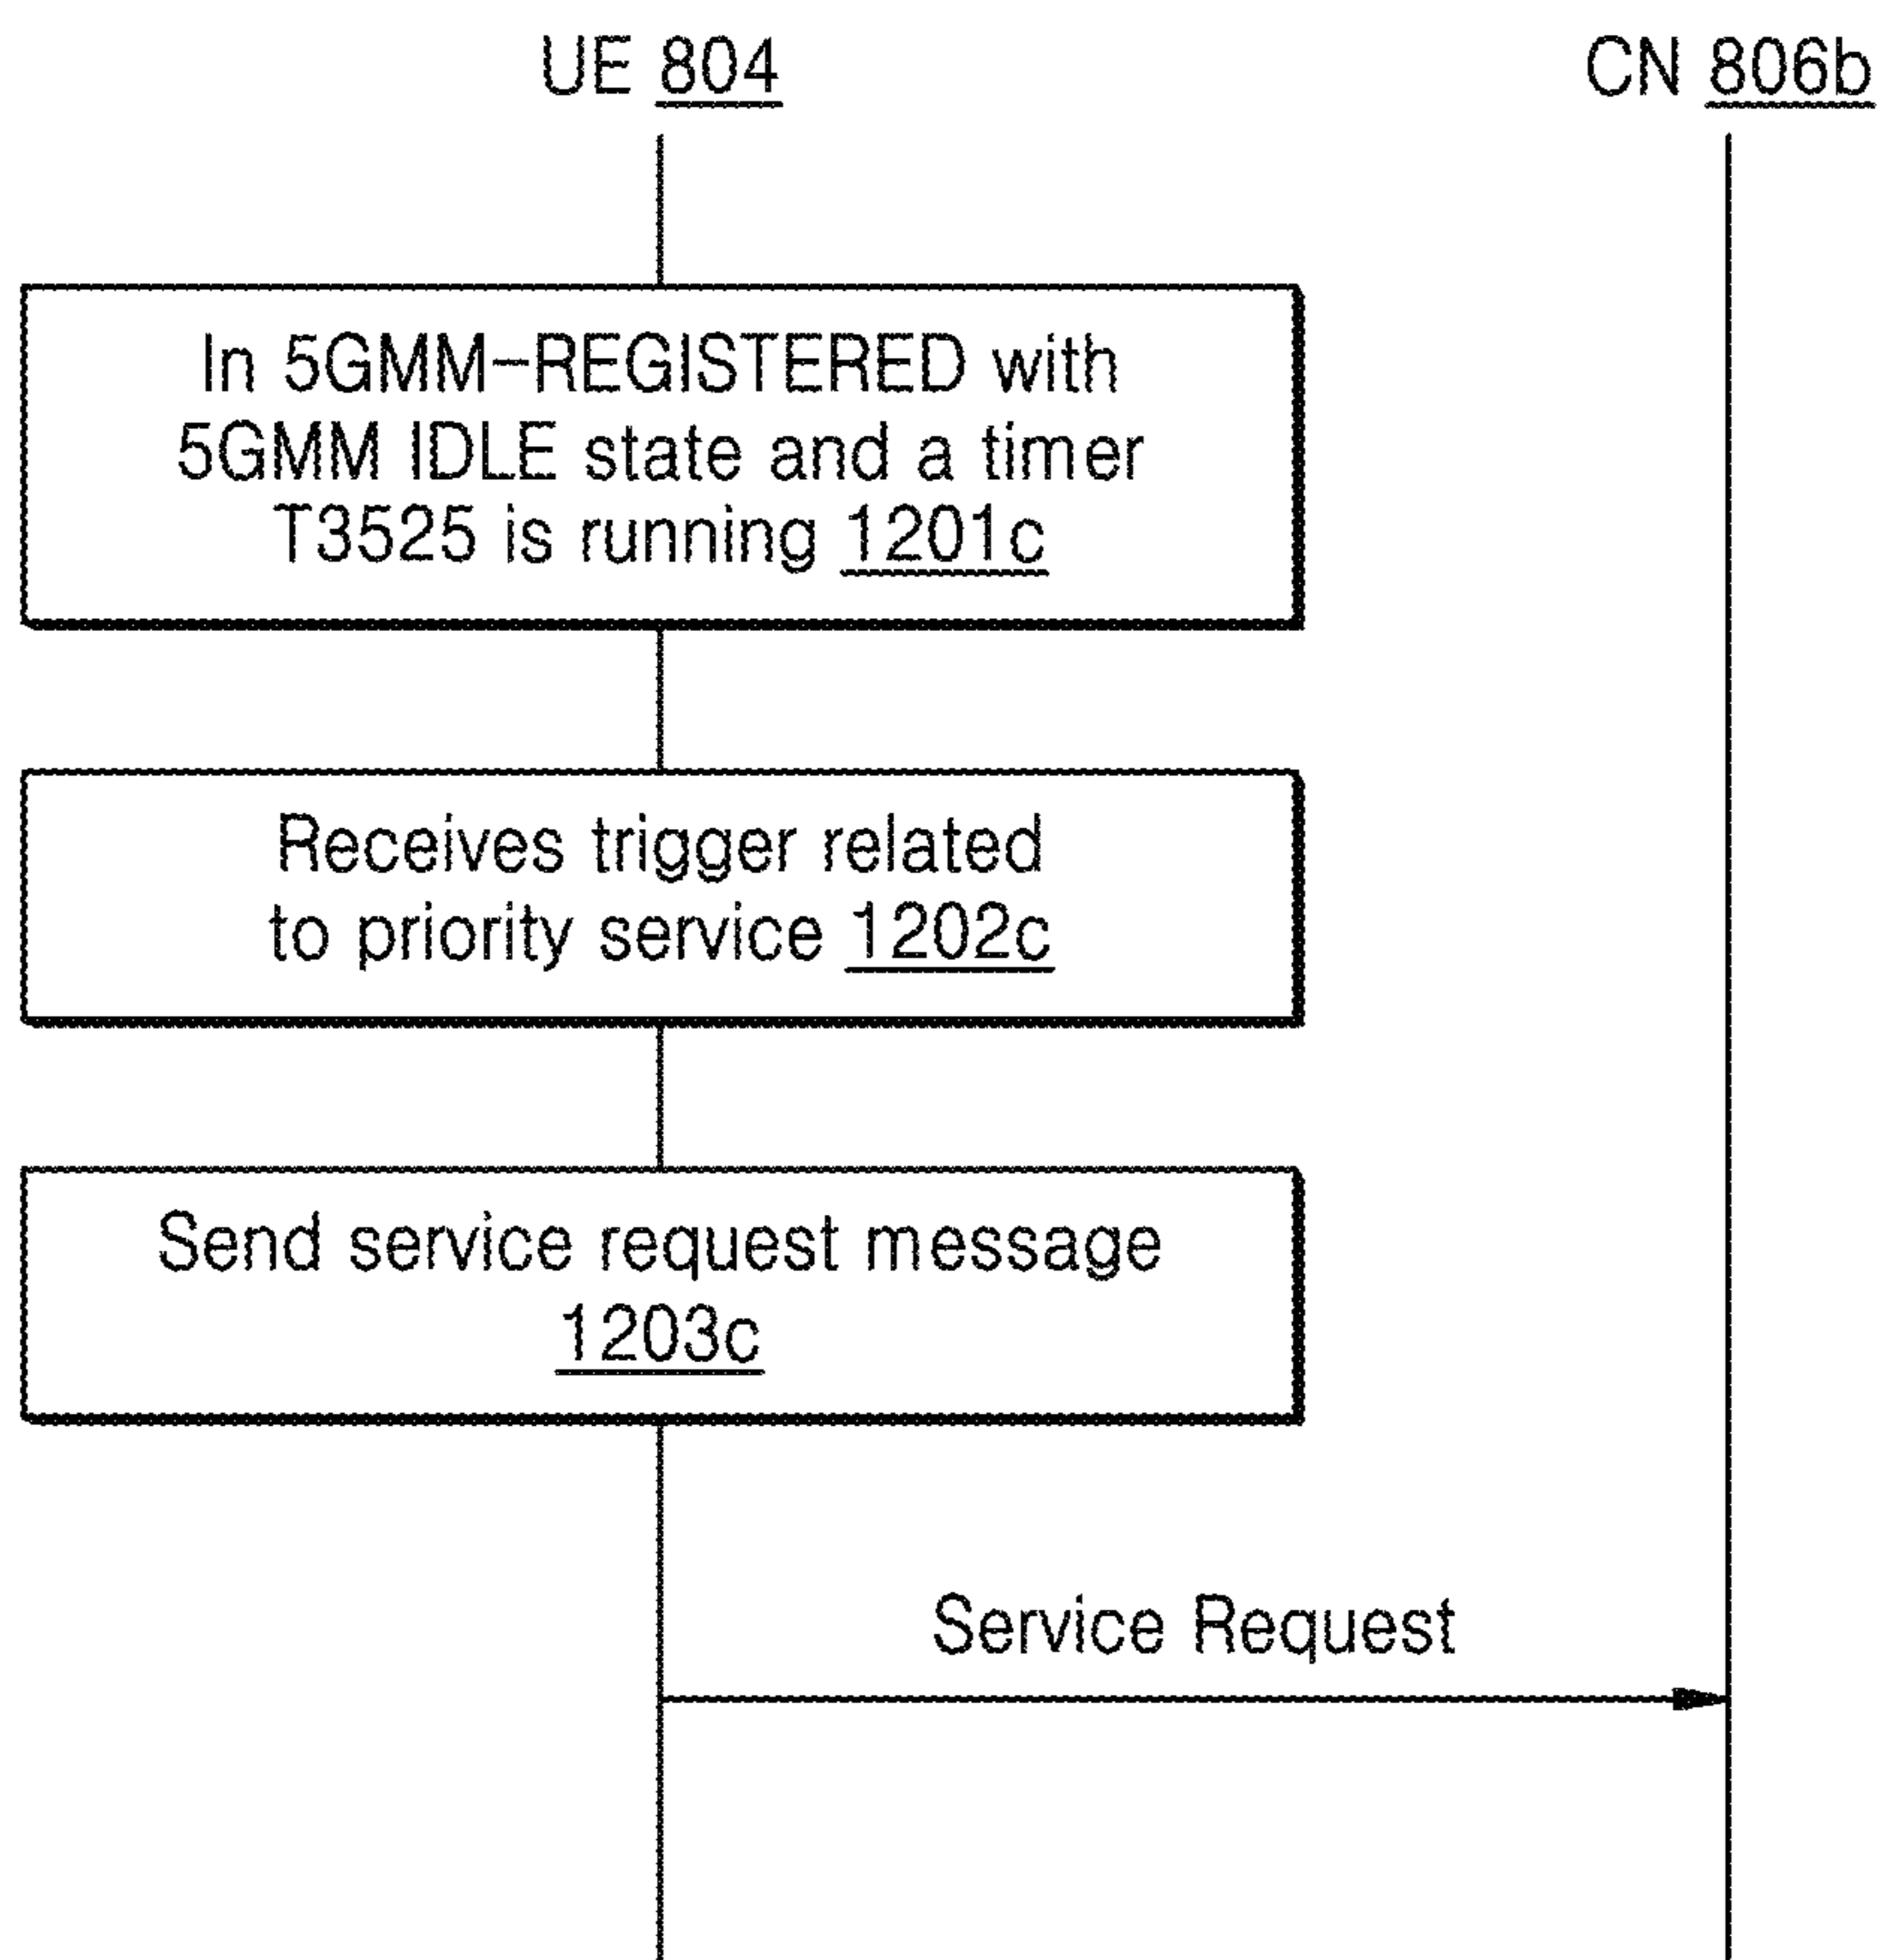 UE 804
CN 806b
In 5GMM-REGISTERED with
5GMM IDLE state and a timer
T3525 is running 1201c
Receives trigger related
to priority service 1202c
Send service request message
1203c
Service Request